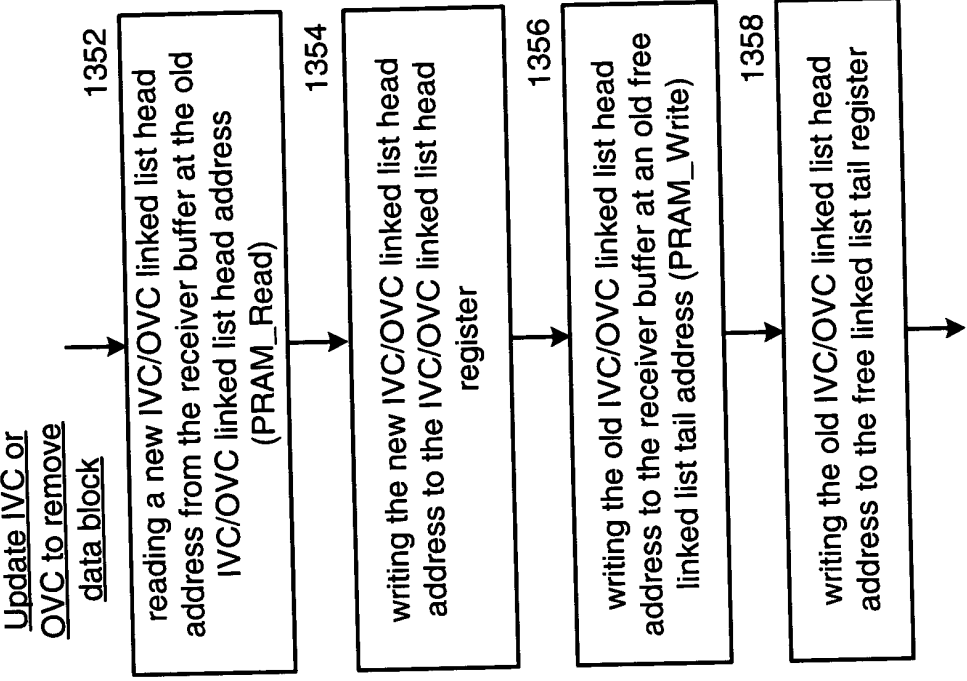 Update IVC or
OVC to remove
data block
1352
reading a new IVC/OVC linked list head
address from the receiver buffer at the old
IVC/OVC linked list head address
(PRAM_Read)
1354
writing the new IVC/OVC linked list head
address to the IVC/OVC linked list head
register
1356
writing the old IVC/OVC linked list head
address to the receiver buffer at an old free
linked list tail address (PRAM_Write)
1358
writing the old IVC/OVC linked list head
address to the free linked list tail register